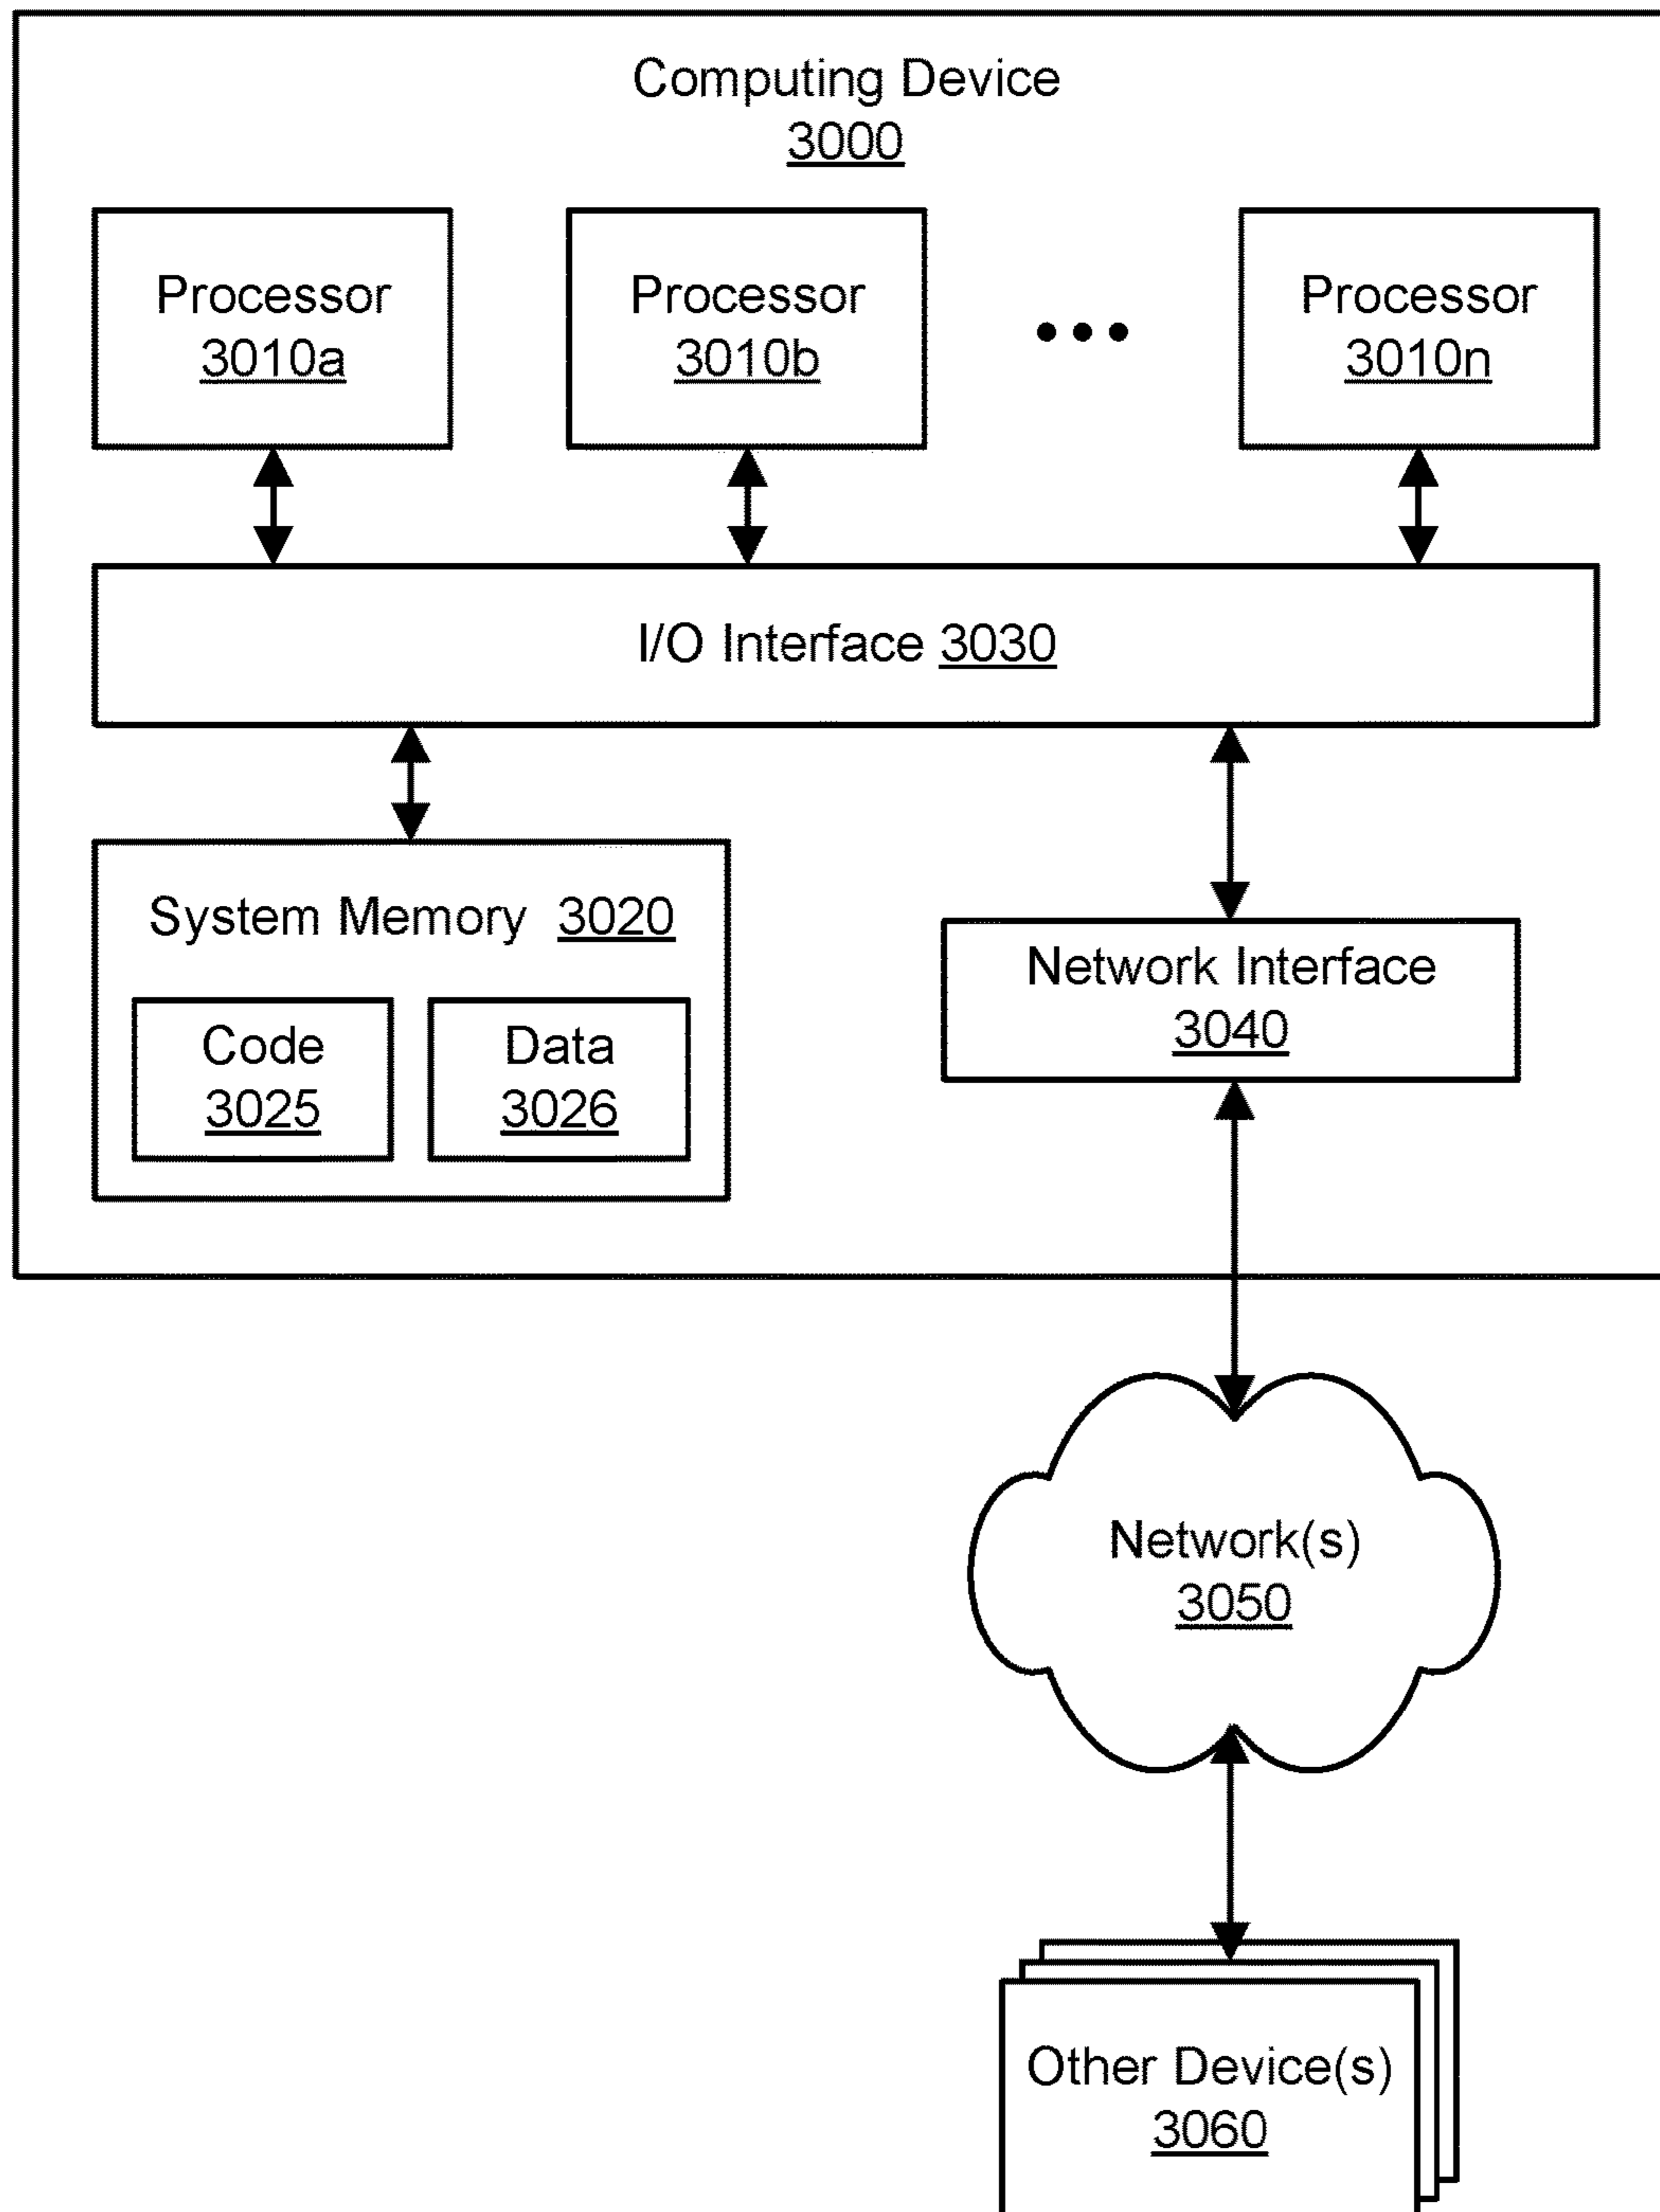 Computing Device
3000
Processor
3010a
Processor
3010b
Processor
3010n
I/O Interface 3030
System Memory 3020
Code
3025
Data
3026
Network Interface
3040
Network(s)
3050
Other Device(s)
3060